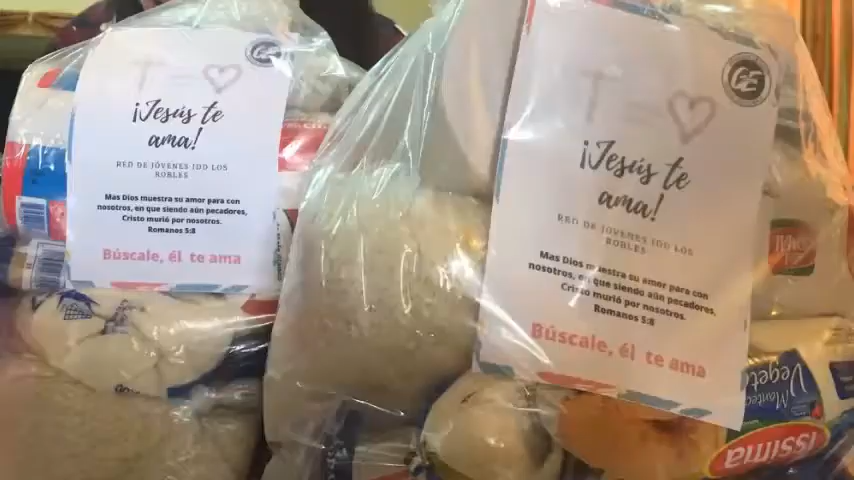 ¡Jesús te
ama!
RED DE JÓVENES IDD LOS
ROBLES
Mas Dios muestra su amor para con
nosotros, en que siendo aún pecadores,
Cristo murió por nosotros.
Romanos 5:8
Búscale, él te ama
GE
¡Jesús te
ama!
RED DE JÓVENES IDD LOS
ROBLES
Mas Dios muestra su amor para con
nosotros, en que siendo aún pecadores,
Cristo murió por nosotros.
Romanos 5:8
Búscale, él te ama
issima